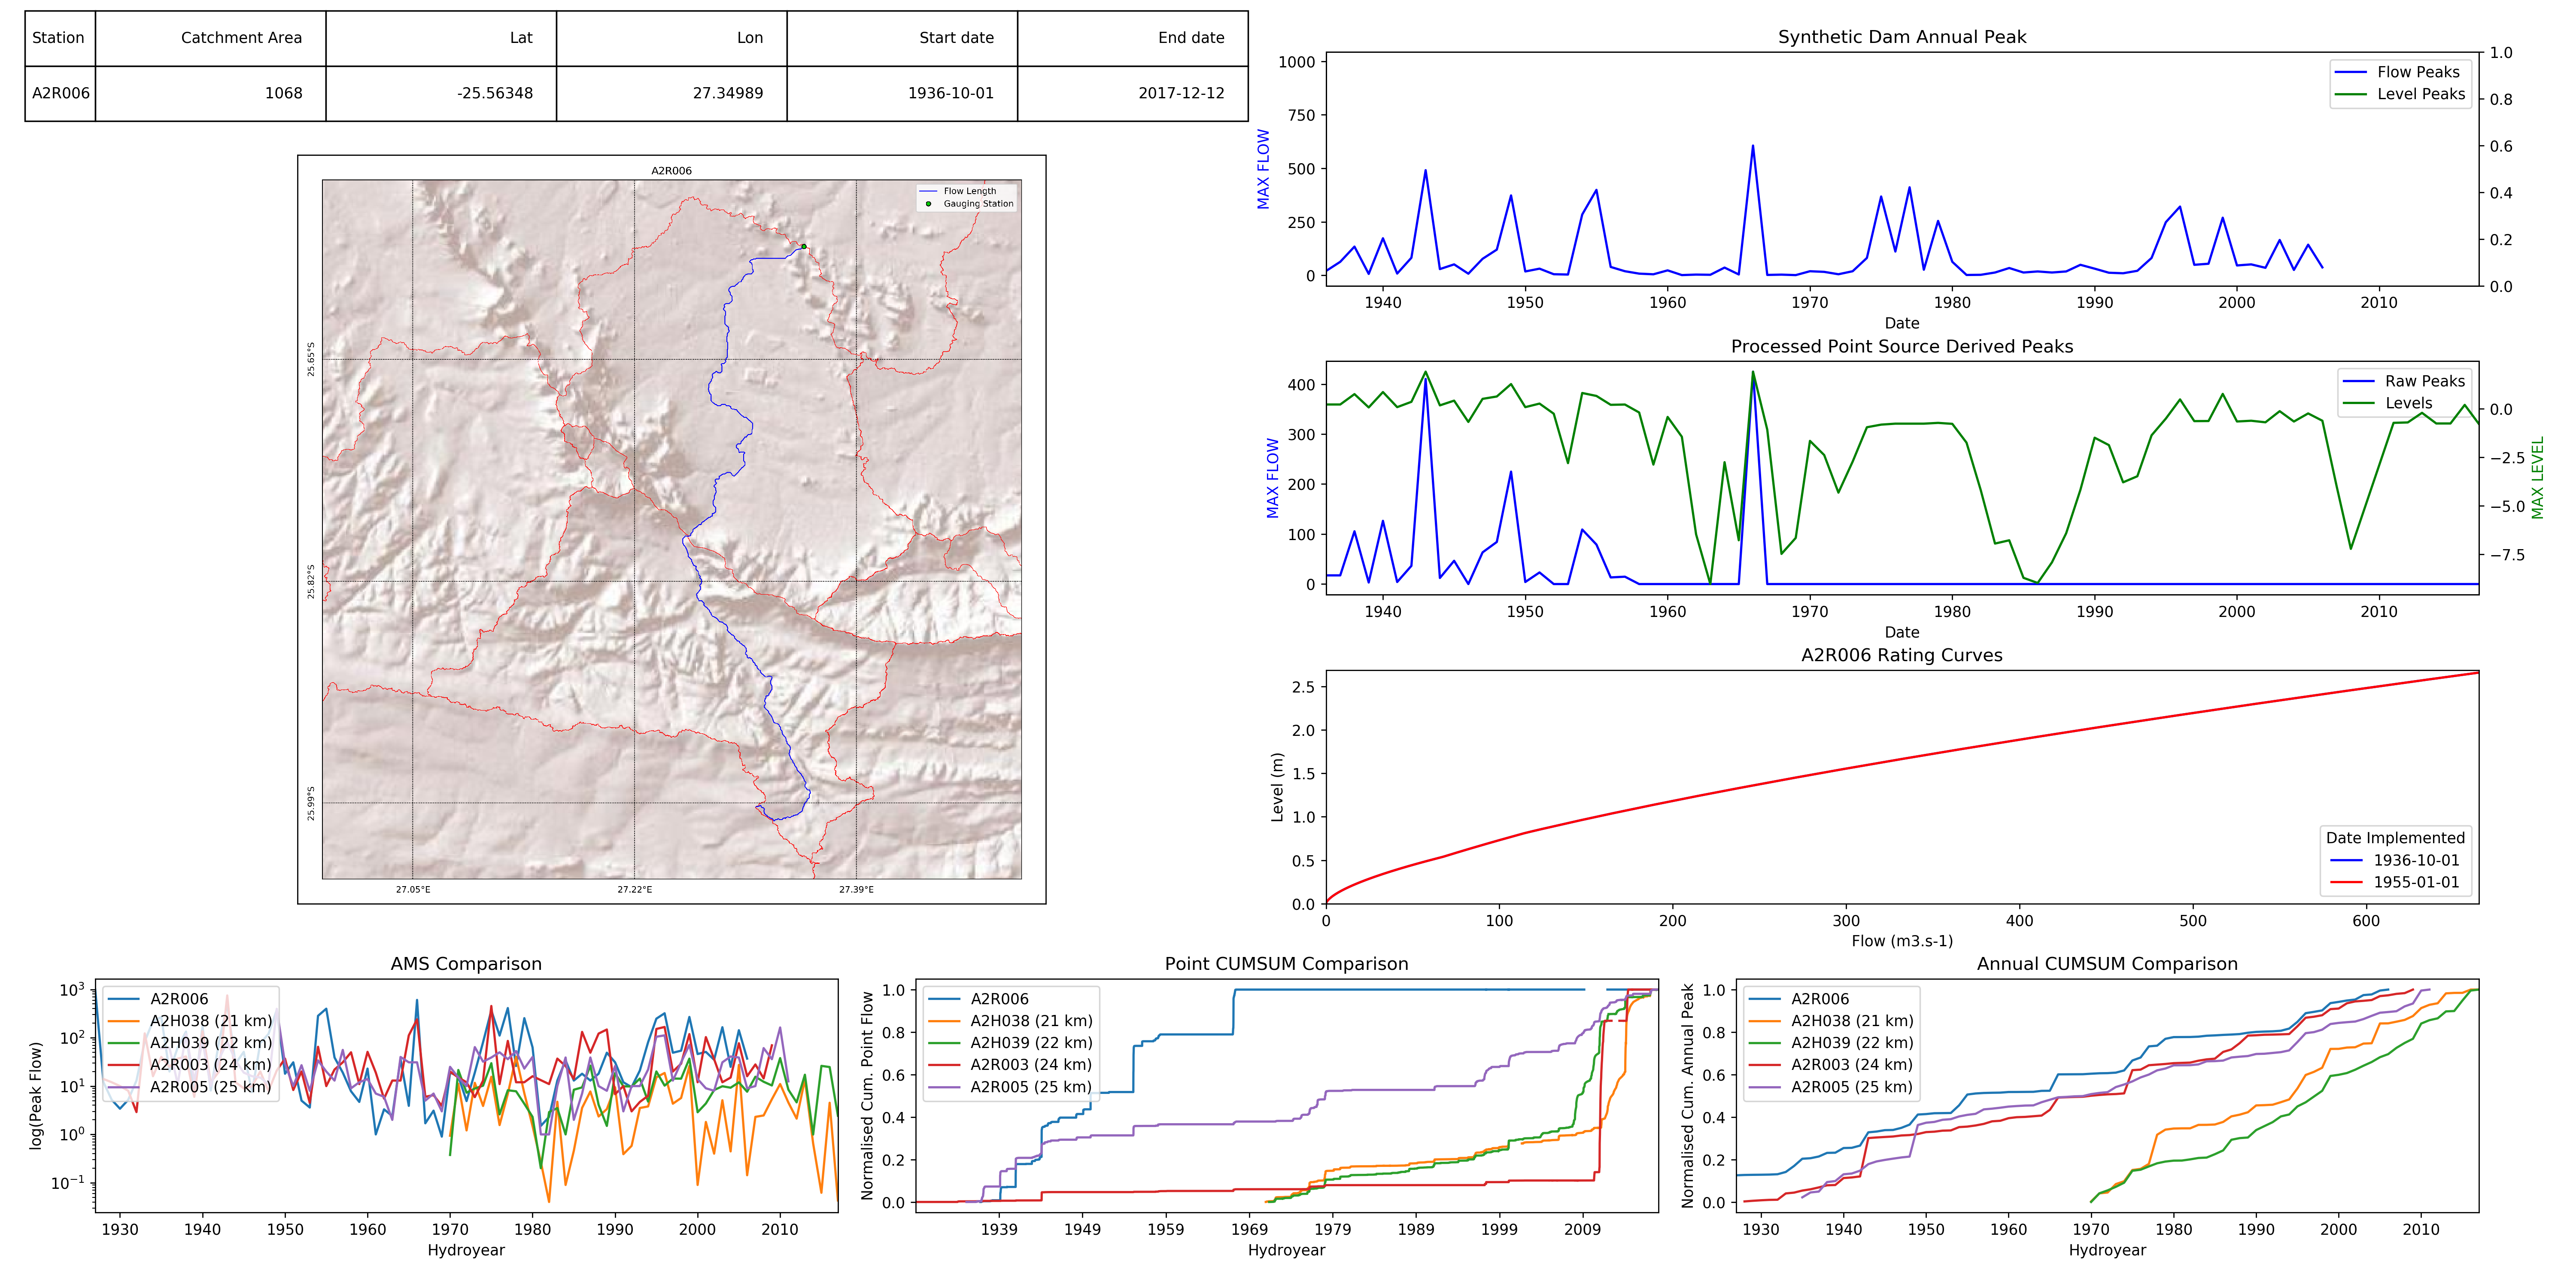 Station Catchment Area Lat Lon Start date End date
A2R006 1068 -25.56348 27.34989 1936-10-01 2017-12-12
A2R006
Flow Length
Gauging Station
25.65°S
25.82°S
25.99°S
27.05°E 27.22°E 27.39°E
Synthetic Dam Annual Peak
Flow Peaks
Level Peaks
MAX FLOW
1000
750
500
250
0
1.0
0.8
0.6
0.4
0.2
0.0
1940 1950 1960 1970 1980 1990 2000 2010
Date
Processed Point Source Derived Peaks
Raw Peaks
Levels
MAX FLOW
400
300
200
100
0
0.0
−2.5
−5.0
−7.5
MAX LEVEL
1940 1950 1960 1970 1980 1990 2000 2010
Date
A2R006 Rating Curves
Level (m)
2.5
2.0
1.5
1.0
0.5
0.0
Date Implemented
1936-10-01
1955-01-01
0 100 200 300 400 500 600
Flow (m3.s-1)
AMS Comparison
log(Peak Flow)
10³
10²
10¹
10⁰
10⁻¹
A2R006
A2H038 (21 km)
A2H039 (22 km)
A2R003 (24 km)
A2R005 (25 km)
1930 1940 1950 1960 1970 1980 1990 2000 2010
Hydroyear
Point CUMSUM Comparison
Normalised Cum. Point Flow
1.0
0.8
0.6
0.4
0.2
0.0
A2R006
A2H038 (21 km)
A2H039 (22 km)
A2R003 (24 km)
A2R005 (25 km)
1939 1949 1959 1969 1979 1989 1999 2009
Hydroyear
Annual CUMSUM Comparison
Normalised Cum. Annual Peak
1.0
0.8
0.6
0.4
0.2
0.0
A2R006
A2H038 (21 km)
A2H039 (22 km)
A2R003 (24 km)
A2R005 (25 km)
1930 1940 1950 1960 1970 1980 1990 2000 2010
Hydroyear